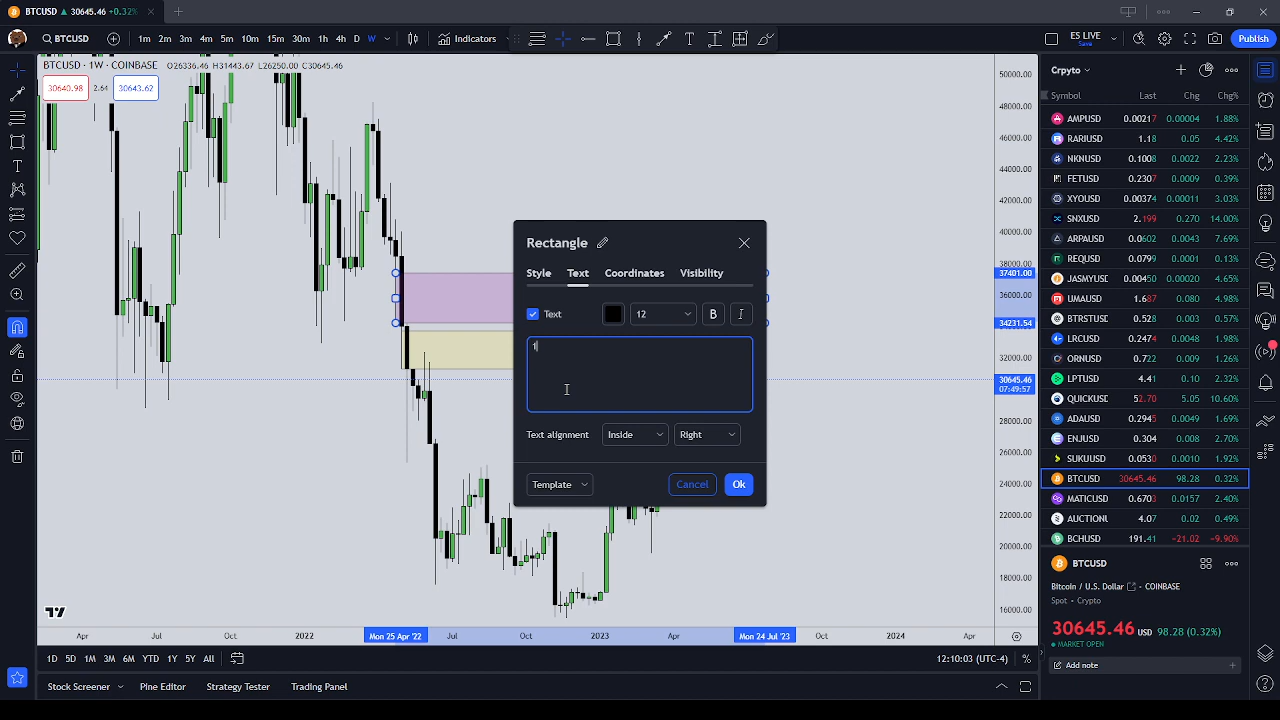 BTCUSD ▲ 30645.46 +0.32%
BTCUSD
1m 2m 3m 4m 5m 10m 15m 30m 1h 4h D W
Indicators
ES LIVE
Save
Publish
BTCUSD · 1W · COINBASE O26336.46 H31443.67 L26250.00 C30645.46
30640.98 2.64 30643.62
50000.00
48000.00
46000.00
44000.00
42000.00
40000.00
38000.00
37401.00
36000.00
34231.54
32000.00
30645.46
07:49:57
28000.00
26000.00
24000.00
22000.00
20000.00
18000.00
16000.00
Rectangle
Style Text Coordinates Visibility
Text 12 B I
1
Text alignment Inside Right
Template Cancel Ok
Apr Jul Oct 2022 Mon 25 Apr '22 Jul Oct 2023 Apr Mon 24 Jul '23 Oct 2024 Apr
1D 5D 1M 3M 6M YTD 1Y 5Y All
12:10:03 (UTC-4) %
Stock Screener Pine Editor Strategy Tester Trading Panel
Crpyto
Symbol Last Chg Chg%
AMPUSD 0.00217 0.00004 1.88%
RARIUSD 1.18 0.05 4.42%
NKNUSD 0.1008 0.0022 2.23%
FETUSD 0.2307 0.0009 0.39%
XYOUSD 0.00374 0.00011 3.03%
SNXUSD 2.199 0.270 14.00%
ARPAUSD 0.0602 0.0043 7.69%
REQUSD 0.0799 0.0001 0.13%
JASMYUSD 0.00450 0.00020 4.65%
UMAUSD 1.687 0.080 4.98%
BTRSTUSD 0.528 0.003 0.57%
LRCUSD 0.2474 0.0048 1.98%
ORNUSD 0.722 0.009 1.26%
LPTUSD 4.41 0.10 2.32%
QUICKUSD 52.70 5.05 10.60%
ADAUSD 0.2945 0.0049 1.69%
ENJUSD 0.304 0.008 2.70%
SUKUUSD 0.0530 0.0010 1.92%
BTCUSD 30645.46 98.28 0.32%
MATICUSD 0.6703 0.0157 2.40%
AUCTIONU 4.07 0.02 0.49%
BCHUSD 191.41 −21.02 −9.90%
BTCUSD
Bitcoin / U.S. Dollar · COINBASE
Spot · Crypto
30645.46 USD 98.28 (0.32%)
MARKET OPEN
Add note